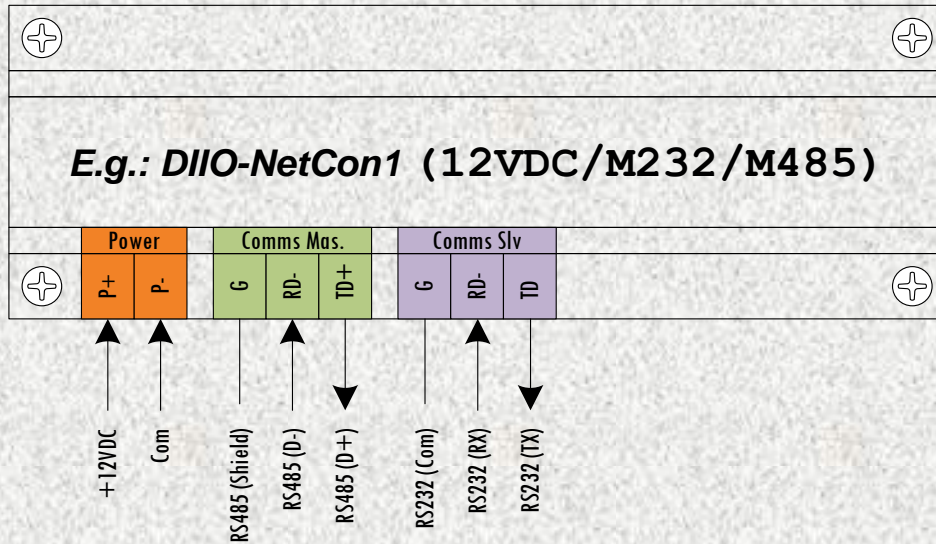 E.g.: DIIO-NetCon1 (12VDC/M232/M485)
Power
Comms Mas.
Comms Slv
P+
P-
G
RD-
TD+
G
RD-
TD
+12VDC
Com
RS485 (Shield)
RS485 (D-)
RS485 (D+)
RS232 (Com)
RS232 (RX)
RS232 (TX)